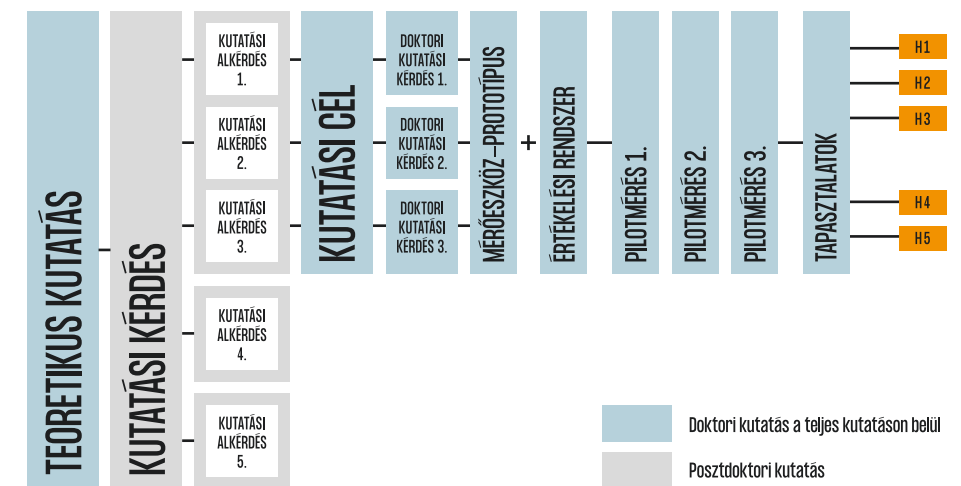 TEORETIKUS KUTATÁS
KUTATÁSI KÉRDÉS
KUTATÁSI
ALKÉRDÉS
1.
KUTATÁSI
ALKÉRDÉS
2.
KUTATÁSI
ALKÉRDÉS
3.
KUTATÁSI
ALKÉRDÉS
4.
KUTATÁSI
ALKÉRDÉS
5.
KUTATÁSI CÉL
DOKTORI
KUTATÁSI
KÉRDÉS 1.
DOKTORI
KUTATÁSI
KÉRDÉS 2.
DOKTORI
KUTATÁSI
KÉRDÉS 3.
MÉRŐESZKÖZ–PROTOTÍPUS
+
ÉRTÉKELÉSI RENDSZER
PILOTMÉRÉS 1.
PILOTMÉRÉS 2.
PILOTMÉRÉS 3.
TAPASZTALATOK
H1
H2
H3
H4
H5
Doktori kutatás a teljes kutatáson belül
Posztdoktori kutatás